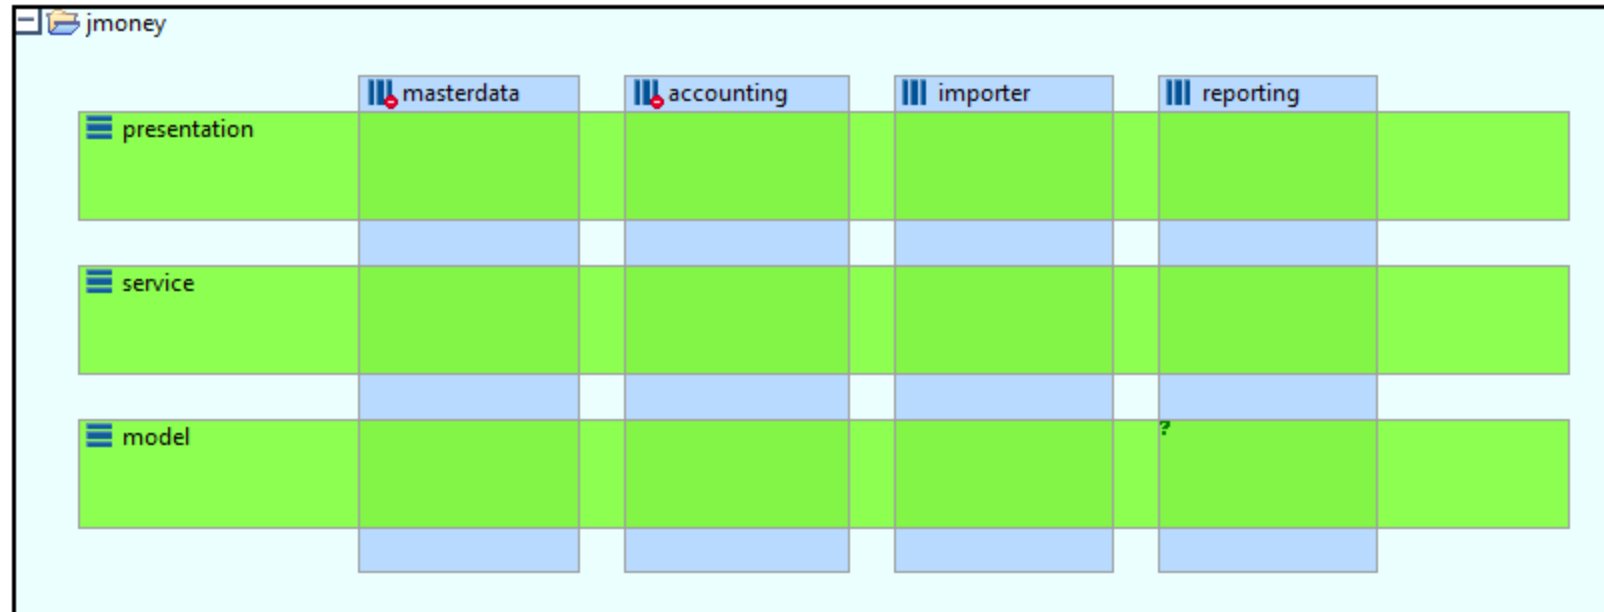 jmoney
masterdata accounting importer reporting
presentation
service
model
?